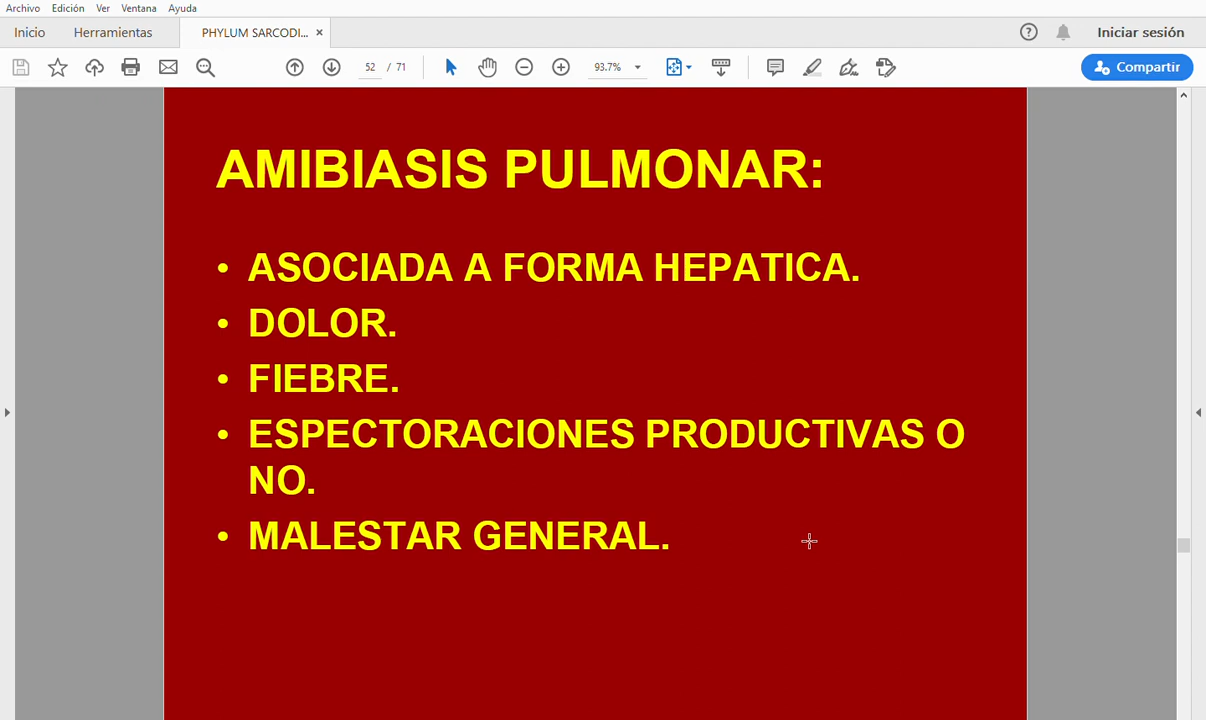 Archivo Edición Ver Ventana Ayuda
Inicio Herramientas PHYLUM SARCODI... ×
Iniciar sesión
52 / 71 93.7% Compartir
AMIBIASIS PULMONAR:
• ASOCIADA A FORMA HEPATICA.
• DOLOR.
• FIEBRE.
• ESPECTORACIONES PRODUCTIVAS O
NO.
• MALESTAR GENERAL.